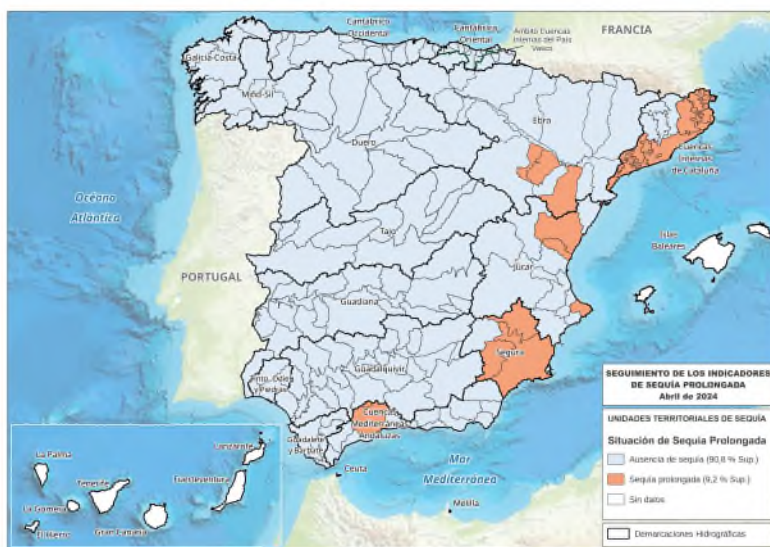 Cantábrico
Occidental
Cantábrica
Oriental
Ámbito Cuencas
Internas del País
Vasco
FRANCIA
Galicia-Costa
Miño-Sil
Ebro
Duero
Cuencas
Internas
de Cataluña
Océano
Atlántico
Tajo
Islas
Baleares
PORTUGAL
Júcar
Guadiana
Segura
Guadalquivir
Tinto, Odiel
y Piedras
Cuencas
Mediterráneas
Andaluzas
Guadalete
y Barbate
Mar
Mediterráneo
Ceuta
Melilla
La Palma
Lanzarote
Tenerife
Fuerteventura
La Gomera
El Hierro
Gran Canaria
SEGUIMIENTO DE LOS INDICADORES
DE SEQUÍA PROLONGADA
Abril de 2024
UNIDADES TERRITORIALES DE SEQUÍA
Situación de Sequía Prolongada
Ausencia de sequía (90,8 % Sup.)
Sequía prolongada (9,2 % Sup.)
Sin datos
Demarcaciones Hidrográficas